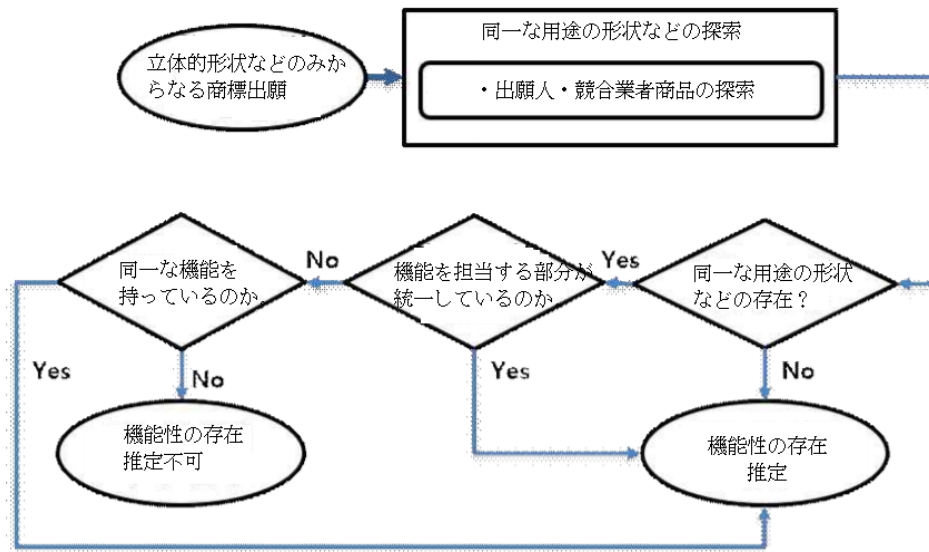 立体的形状などのみか
らなる商標出願
同一な用途の形状などの探索
・出願人・競合業者商品の探索
同一な用途の形状
などの存在？
Yes
No
機能を担当する部分が
統一しているのか
No
Yes
同一な機能を
持っているのか
Yes
No
機能性の存在
推定不可
機能性の存在
推定